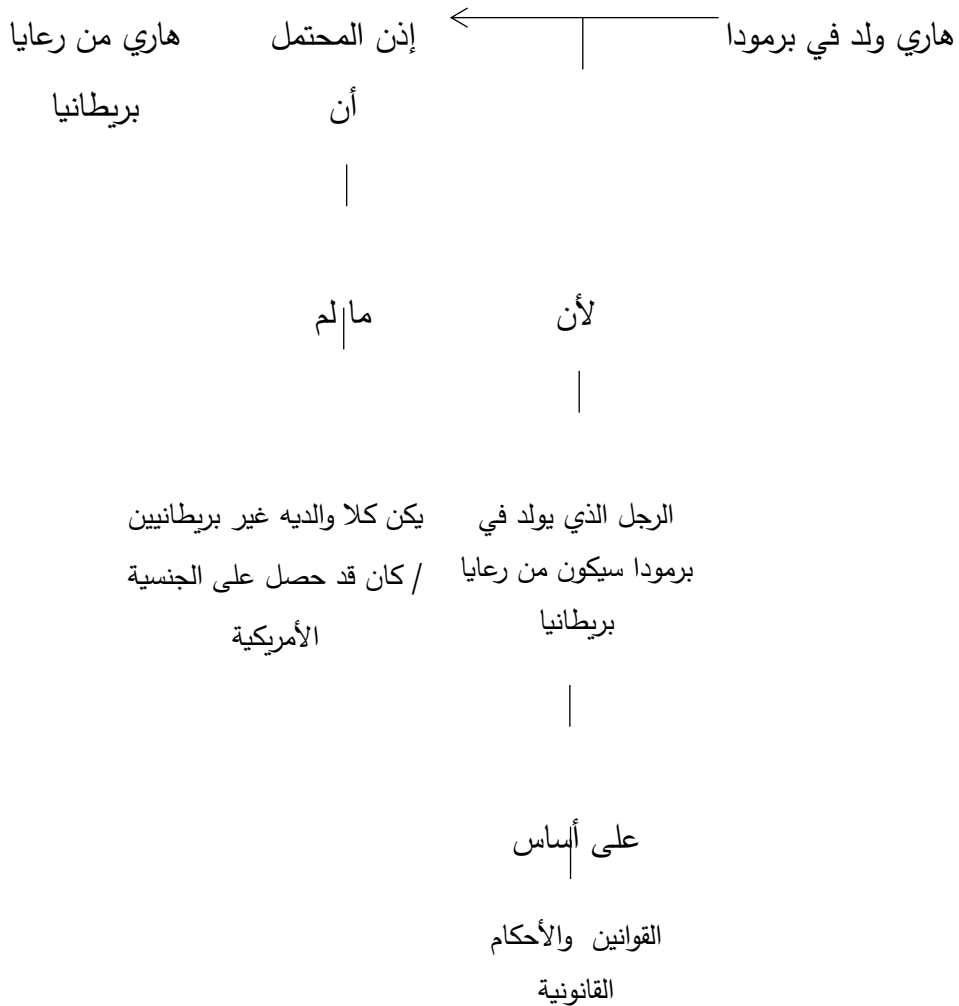 هاري ولد في برمودا
إذن المحتمل
أن
هاري من رعايا
بريطانيا
لأن
ما لم
الرجل الذي يولد في
برمودا سيكون من رعايا
بريطانيا
يكن كلا والديه غير بريطانيين
/ كان قد حصل على الجنسية
الأمريكية
على أساس
القوانين والأحكام
القانونية